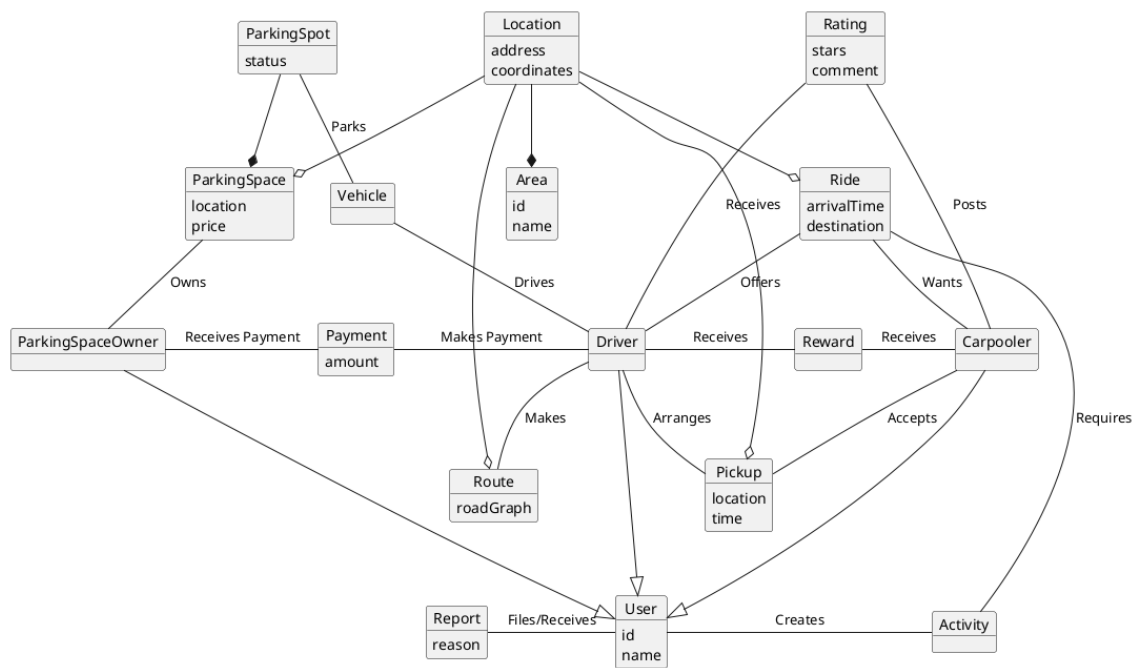 ParkingSpot
status
Location
address
coordinates
Rating
stars
comment
Parks
ParkingSpace
location
price
Vehicle
Area
id
name
Ride
arrivalTime
destination
Receives
Posts
Owns
Drives
Offers
Wants
ParkingSpaceOwner
Receives Payment
Payment
amount
Makes Payment
Driver
Receives
Reward
Receives
Carpooler
Makes
Arranges
Accepts
Requires
Route
roadGraph
Pickup
location
time
Report
reason
Files/Receives
User
id
name
Creates
Activity